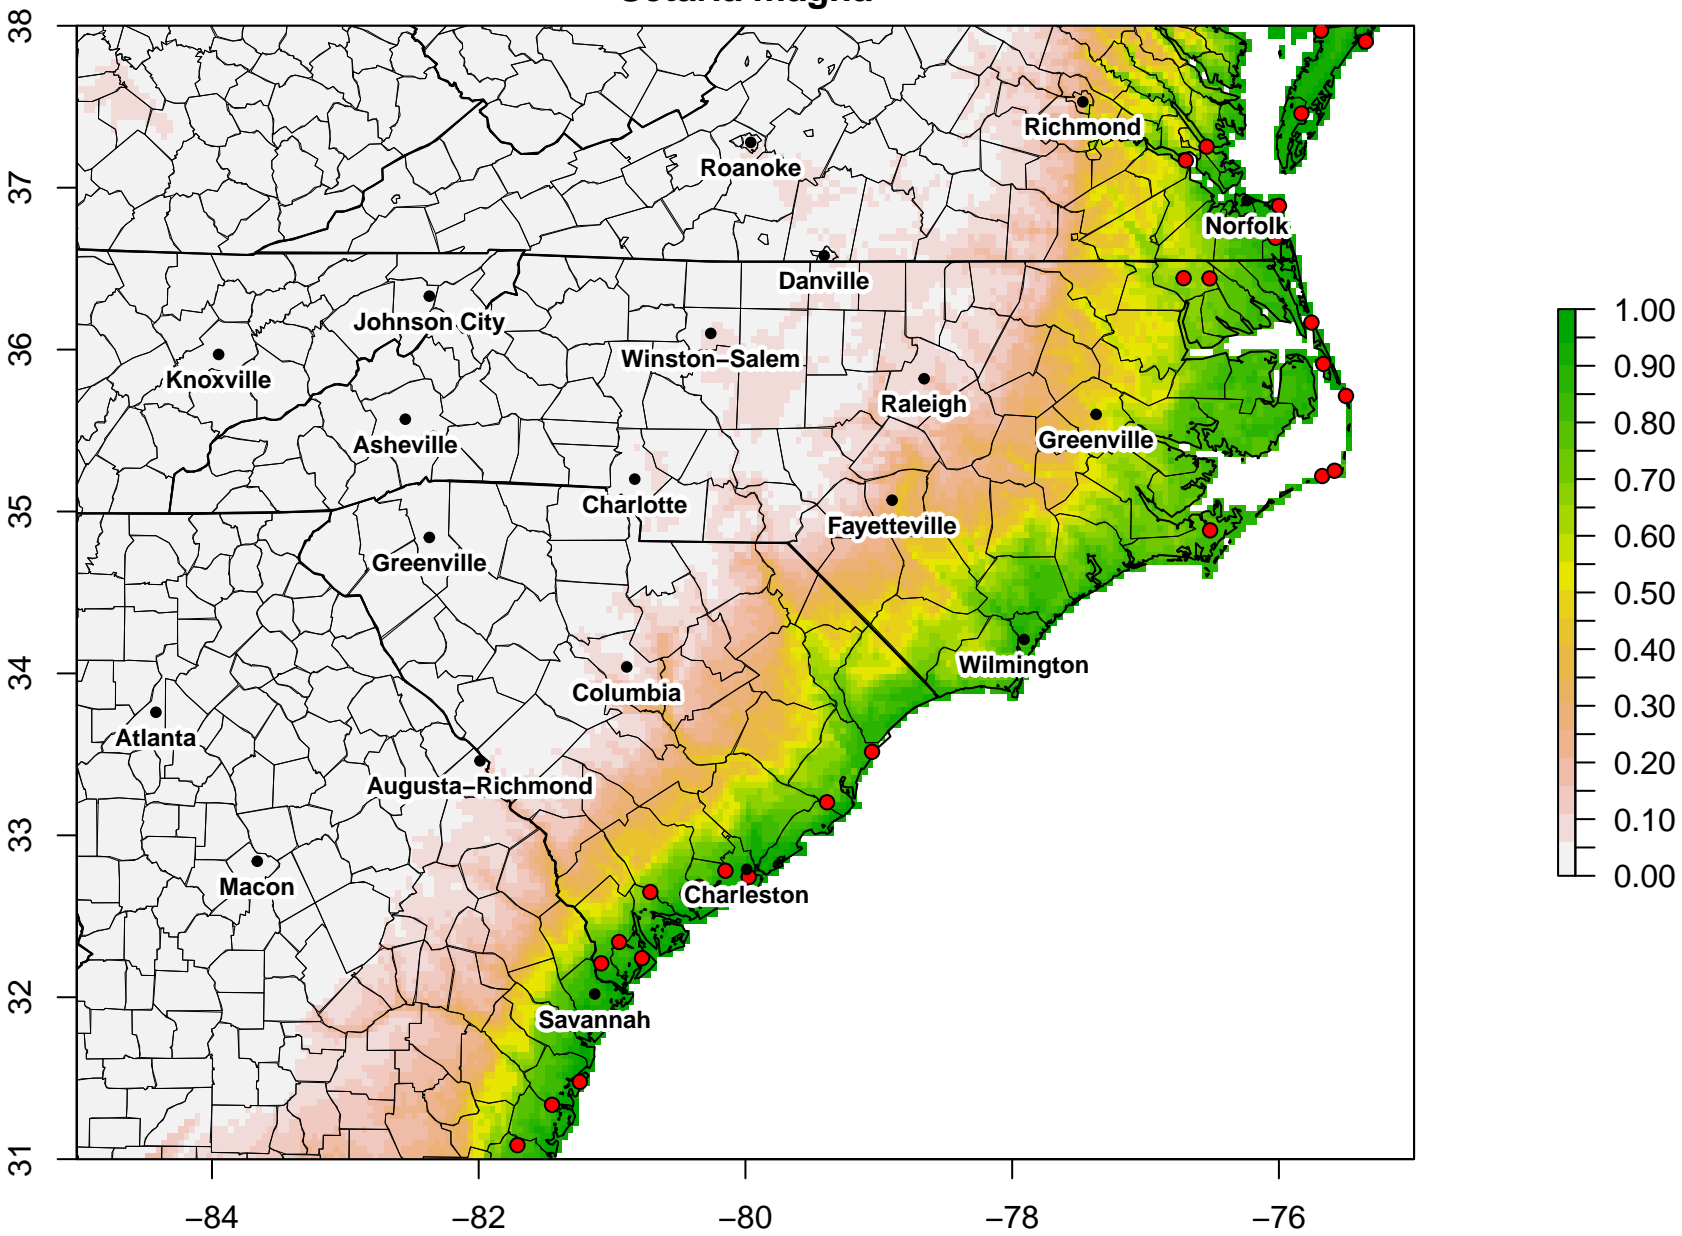 Setaria magna
38
37
36
35
34
33
32
31
Richmond
Roanoke
Norfolk
Danville
Johnson City
Winston–Salem
Knoxville
Raleigh
Asheville
Greenville
Charlotte
Fayetteville
Greenville
Wilmington
Columbia
Atlanta
Augusta–Richmond
Macon
Charleston
Savannah
−84
−82
−80
−78
−76
1.00
0.90
0.80
0.70
0.60
0.50
0.40
0.30
0.20
0.10
0.00